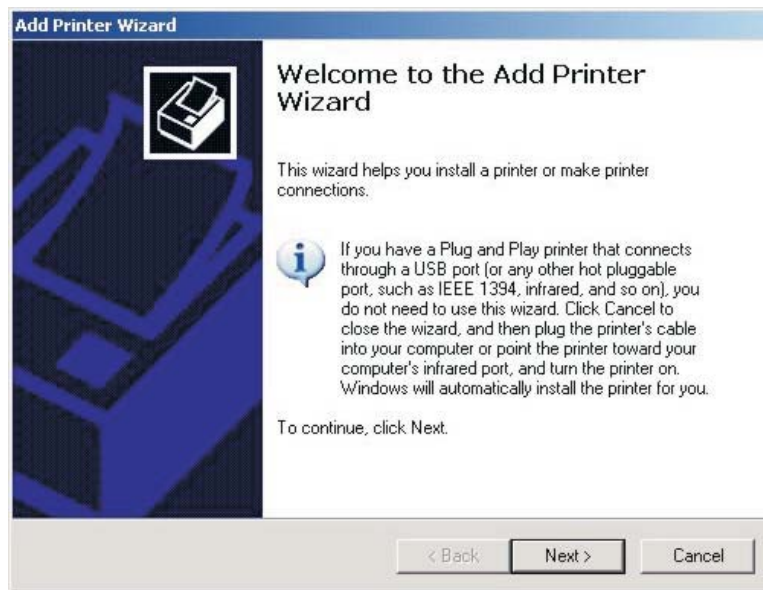 Add Printer Wizard
Welcome to the Add Printer
Wizard
This wizard helps you install a printer or make printer
connections.
If you have a Plug and Play printer that connects
through a USB port (or any other hot pluggable
port, such as IEEE 1394, infrared, and so on), you
do not need to use this wizard. Click Cancel to
close the wizard, and then plug the printer's cable
into your computer or point the printer toward your
computer's infrared port, and turn the printer on.
Windows will automatically install the printer for you.
To continue, click Next.
< Back Next > Cancel